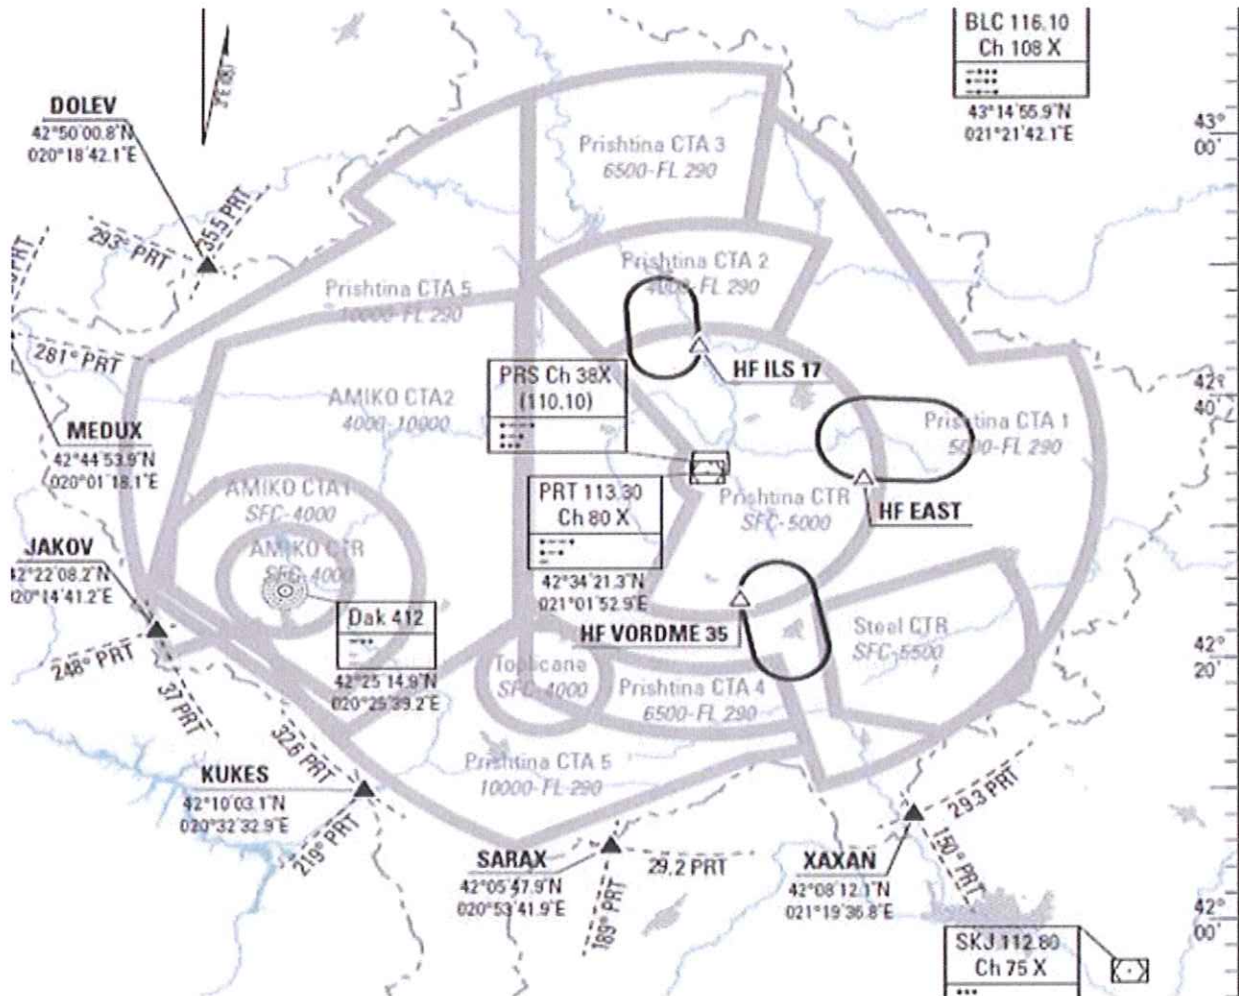 BLC 116.10
Ch 108 X
43°14´55.9˝N
021°21´42.1˝E
43°
00´
DOLEV
42°50´00.8˝N
020°18´42.1˝E
Prishtina CTA 3
6500-FL 290
293° PRT
35.5 PRT
PRT
Prishtina CTA 2
4000-FL 290
Prishtina CTA 5
10000-FL 290
281° PRT
HF ILS 17
PRS Ch 38X
(110.10)
42°
40´
AMIKO CTA2
4000-10000
Prishtina CTA 1
5000-FL 290
MEDUX
42°44´53.9˝N
020°01´18.1˝E
AMIKO CTA1
SFC-4000
PRT 113.30
Ch 80 X
42°34´21.3˝N
021°01´52.9˝E
Prishtina CTR
SFC-5000
HF EAST
JAKOV
42°22´08.2˝N
020°14´41.2˝E
AMIKO CTR
SFC-4000
Dak 412
42°25´14.9˝N
020°25´39.2˝E
HF VORDME 35
Steel CTR
SFC-5500
42°
20´
248° PRT
37 PRT
Toplicane
SFC-4000
Prishtina CTA 4
6500-FL 290
32.6 PRT
Prishtina CTA 5
10000-FL 290
KUKES
42°10´03.1˝N
020°32´32.9˝E
219° PRT
29.3 PRT
150° PRT
SARAX
42°05´47.9˝N
020°53´41.9˝E
29.2 PRT
189° PRT
XAXAN
42°08´12.1˝N
021°19´36.8˝E
42°
00´
SKJ 112.80
Ch 75 X